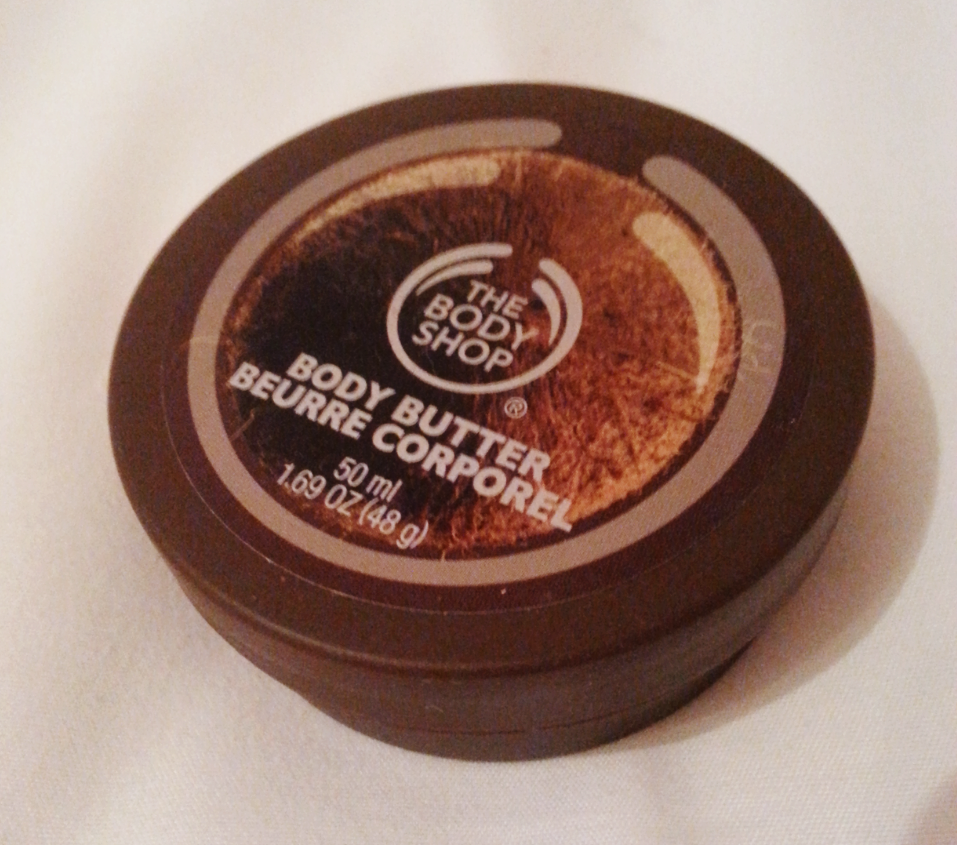 THE
BODY
SHOP
®
BODY BUTTER
BEURRE CORPOREL
50 ml
1.69 OZ (48 g)